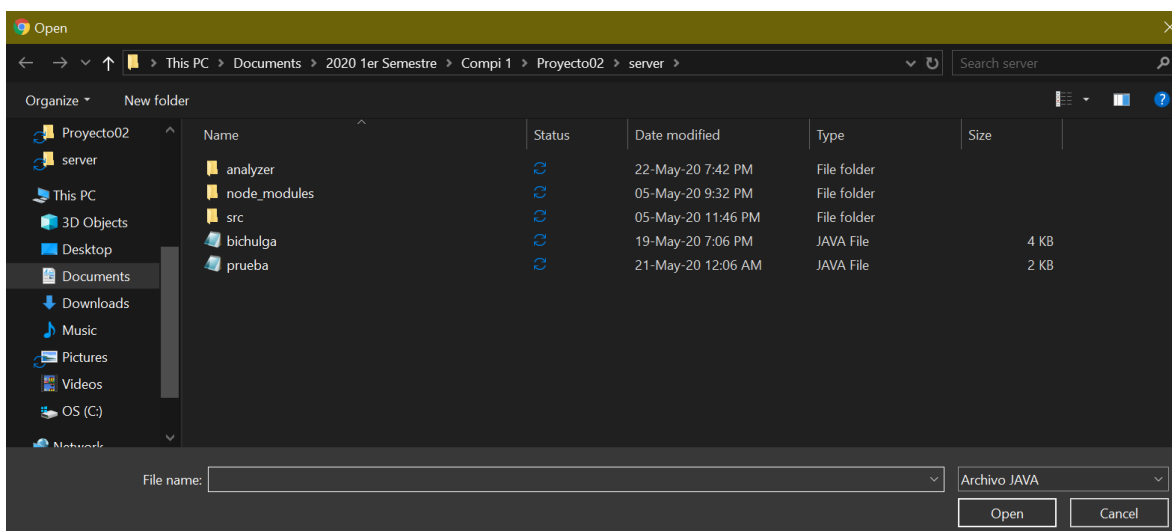 Open
This PC > Documents > 2020 1er Semestre > Compi 1 > Proyecto02 > server >
Search server
Organize
New folder
Name
Status
Date modified
Type
Size
Proyecto02
server
This PC
3D Objects
Desktop
Documents
Downloads
Music
Pictures
Videos
OS (C:)
Network
analyzer 22-May-20 7:42 PM File folder
node_modules 05-May-20 9:32 PM File folder
src 05-May-20 11:46 PM File folder
bichulga 19-May-20 7:06 PM JAVA File 4 KB
prueba 21-May-20 12:06 AM JAVA File 2 KB
File name:
Archivo JAVA
Open
Cancel